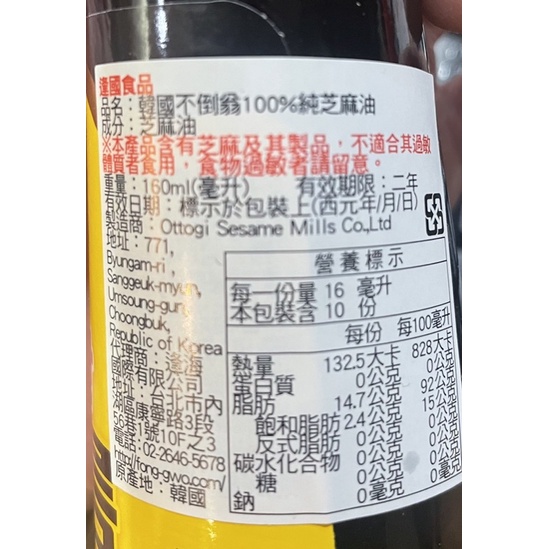 達國食品
品名：韓國不倒翁100%純芝麻油
成分：芝麻油
※本產品含有芝麻及其製品，不適合其過敏
體質者食用，食物過敏者請留意。
重量：160ml(毫升) 有效期限：二年
有效日期：標示於包裝上(西元年/月/日)
製造商：Ottogi Sesame Mills Co.,Ltd
地址：771,
Byungam-ri ,
Sanggeuk-myun,
Umsoung-gun,
Choongbuk,
Republic of Korea
代理商：逢海
國際有限公司
地址：台北市內
湖區康寧路3段
56巷1號10F之3
電話:02-2646-5678
http://fong-gwo.com/
原產地：韓國
營養標示
每一份量 16 毫升
本包裝含 10 份
每份 每100毫升
熱量 132.5大卡 828大卡
蛋白質 0公克 0公克
脂肪 14.7公克 92公克
飽和脂肪 2.4公克 15公克
反式脂肪 0公克 0公克
碳水化合物 0公克 0公克
糖 0公克 0公克
鈉 0毫克 0毫克